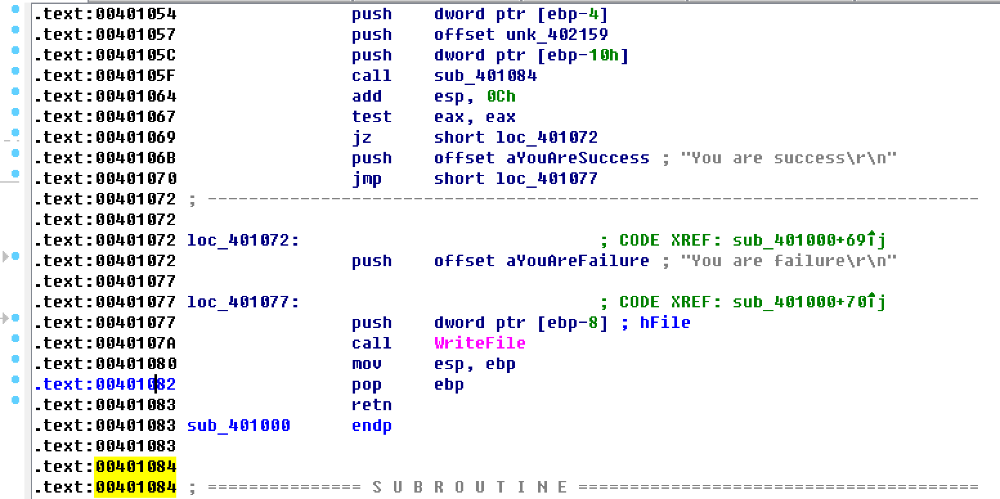 .text:00401054 push dword ptr [ebp-4]
.text:00401057 push offset unk_402159
.text:0040105C push dword ptr [ebp-10h]
.text:0040105F call sub_401084
.text:00401064 add esp, 0Ch
.text:00401067 test eax, eax
.text:00401069 jz short loc_401072
.text:0040106B push offset aYouAreSuccess ; "You are success\r\n"
.text:00401070 jmp short loc_401077
.text:00401072 ; ---------------------------------------------------------------------------
.text:00401072
.text:00401072 loc_401072: ; CODE XREF: sub_401000+69↑j
.text:00401072 push offset aYouAreFailure ; "You are failure\r\n"
.text:00401077
.text:00401077 loc_401077: ; CODE XREF: sub_401000+70↑j
.text:00401077 push dword ptr [ebp-8] ; hFile
.text:0040107A call WriteFile
.text:00401080 mov esp, ebp
.text:00401082 pop ebp
.text:00401083 retn
.text:00401083 sub_401000 endp
.text:00401083
.text:00401084
.text:00401084 ; =============== S U B R O U T I N E =======================================